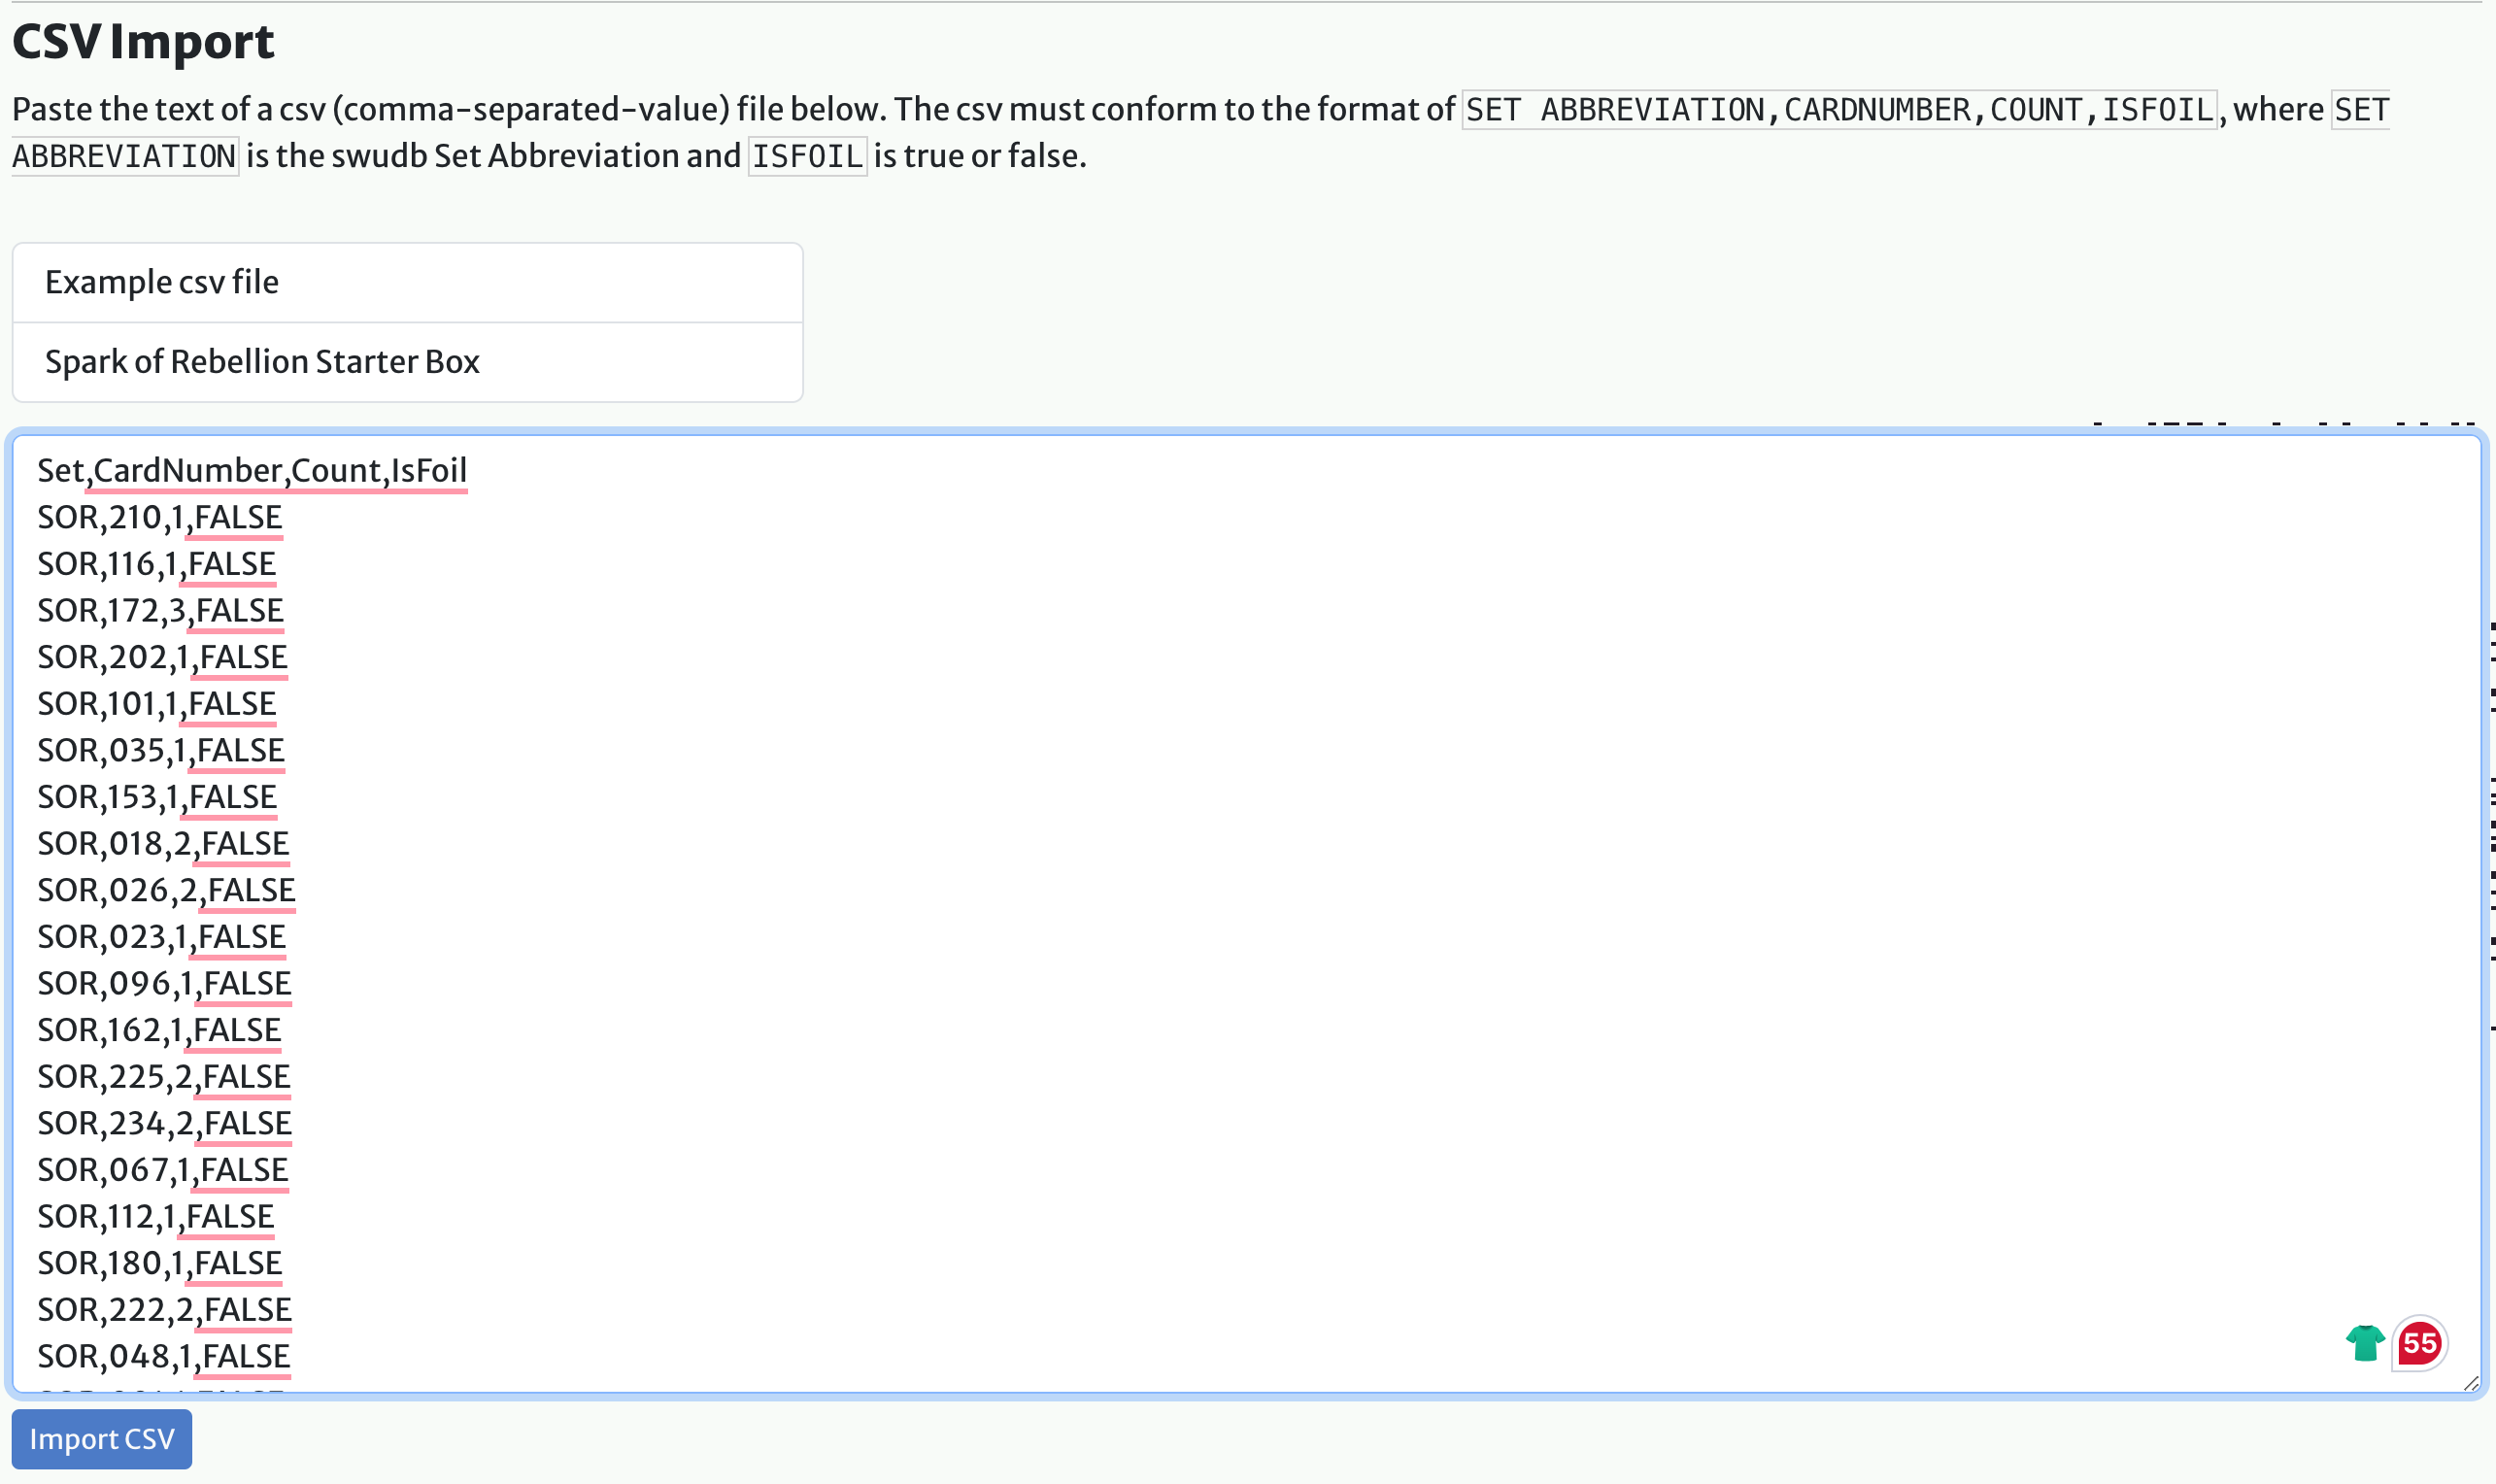 CSV Import
Paste the text of a csv (comma-separated-value) file below. The csv must conform to the format of SET ABBREVIATION,CARDNUMBER,COUNT,ISFOIL, where SET
ABBREVIATION is the swudb Set Abbreviation and ISFOIL is true or false.
Example csv file
Spark of Rebellion Starter Box
Set,CardNumber,Count,IsFoil
SOR,210,1,FALSE
SOR,116,1,FALSE
SOR,172,3,FALSE
SOR,202,1,FALSE
SOR,101,1,FALSE
SOR,035,1,FALSE
SOR,153,1,FALSE
SOR,018,2,FALSE
SOR,026,2,FALSE
SOR,023,1,FALSE
SOR,096,1,FALSE
SOR,162,1,FALSE
SOR,225,2,FALSE
SOR,234,2,FALSE
SOR,067,1,FALSE
SOR,112,1,FALSE
SOR,180,1,FALSE
SOR,222,2,FALSE
SOR,048,1,FALSE
55
Import CSV